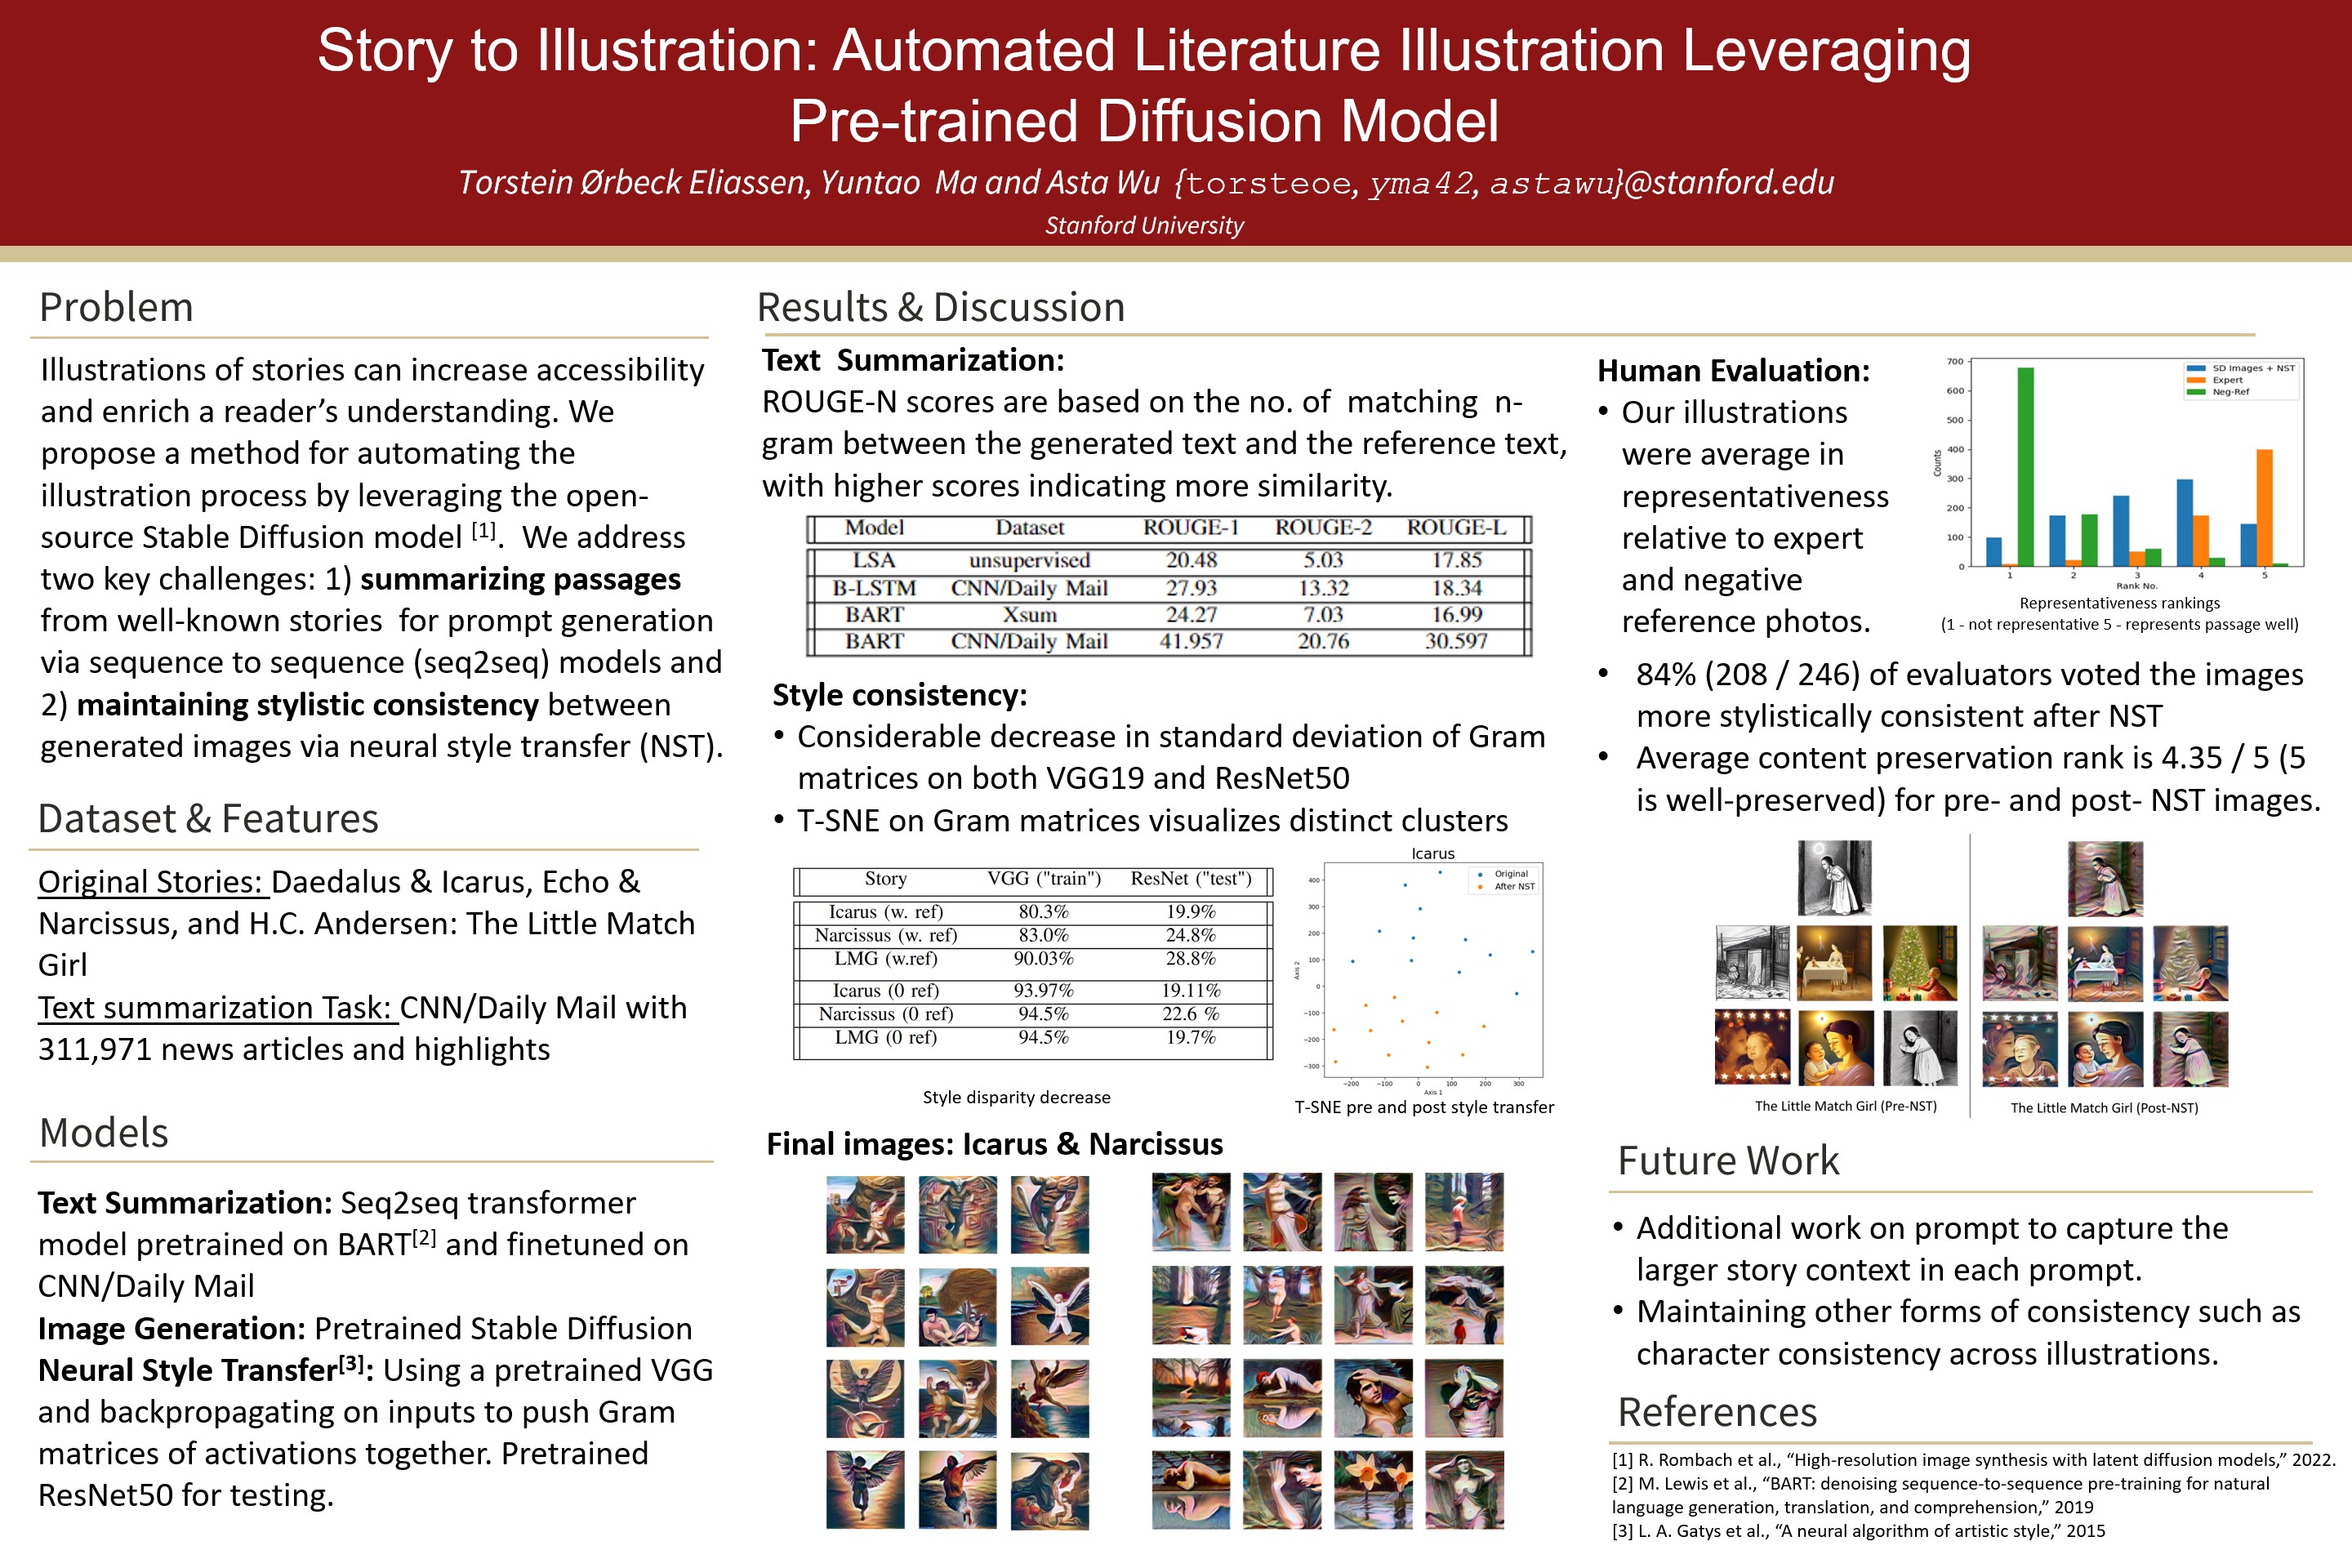 Story to Illustration: Automated Literature Illustration Leveraging
Pre-trained Diffusion Model
Torstein Ørbeck Eliassen, Yuntao Ma and Asta Wu {torsteoe, yma42, astawu}@stanford.edu
Stanford University
Problem
Illustrations of stories can increase accessibility
and enrich a reader’s understanding. We
propose a method for automating the
illustration process by leveraging the open-
source Stable Diffusion model [1]. We address
two key challenges: 1) summarizing passages
from well-known stories for prompt generation
via sequence to sequence (seq2seq) models and
2) maintaining stylistic consistency between
generated images via neural style transfer (NST).
Dataset & Features
Original Stories: Daedalus & Icarus, Echo &
Narcissus, and H.C. Andersen: The Little Match
Girl
Text summarization Task: CNN/Daily Mail with
311,971 news articles and highlights
Models
Text Summarization: Seq2seq transformer
model pretrained on BART[2] and finetuned on
CNN/Daily Mail
Image Generation: Pretrained Stable Diffusion
Neural Style Transfer[3]: Using a pretrained VGG
and backpropagating on inputs to push Gram
matrices of activations together. Pretrained
ResNet50 for testing.
Results & Discussion
Text Summarization:
ROUGE-N scores are based on the no. of matching n-
gram between the generated text and the reference text,
with higher scores indicating more similarity.
Model Dataset ROUGE-1 ROUGE-2 ROUGE-L
LSA unsupervised 20.48 5.03 17.85
B-LSTM CNN/Daily Mail 27.93 13.32 18.34
BART Xsum 24.27 7.03 16.99
BART CNN/Daily Mail 41.957 20.76 30.597
Style consistency:
• Considerable decrease in standard deviation of Gram
matrices on both VGG19 and ResNet50
• T-SNE on Gram matrices visualizes distinct clusters
Story VGG ("train") ResNet ("test")
Icarus (w. ref) 80.3% 19.9%
Narcissus (w. ref) 83.0% 24.8%
LMG (w.ref) 90.03% 28.8%
Icarus (0 ref) 93.97% 19.11%
Narcissus (0 ref) 94.5% 22.6 %
LMG (0 ref) 94.5% 19.7%
Style disparity decrease
Icarus
Original
After NST
400
300
200
100
0
−100
−200
−300
Axis 2
−200 −100 0 100 200 300
Axis 1
T-SNE pre and post style transfer
Final images: Icarus & Narcissus
Human Evaluation:
• Our illustrations
were average in
representativeness
relative to expert
and negative
reference photos.
700
600
500
400
300
200
100
0
Counts
SD Images + NST
Expert
Neg-Ref
1 2 3 4 5
Rank No.
Representativeness rankings
(1 - not representative 5 - represents passage well)
• 84% (208 / 246) of evaluators voted the images
more stylistically consistent after NST
• Average content preservation rank is 4.35 / 5 (5
is well-preserved) for pre- and post- NST images.
The Little Match Girl (Pre-NST)
The Little Match Girl (Post-NST)
Future Work
• Additional work on prompt to capture the
larger story context in each prompt.
• Maintaining other forms of consistency such as
character consistency across illustrations.
References
[1] R. Rombach et al., “High-resolution image synthesis with latent diffusion models,” 2022.
[2] M. Lewis et al., “BART: denoising sequence-to-sequence pre-training for natural
language generation, translation, and comprehension,” 2019
[3] L. A. Gatys et al., “A neural algorithm of artistic style,” 2015